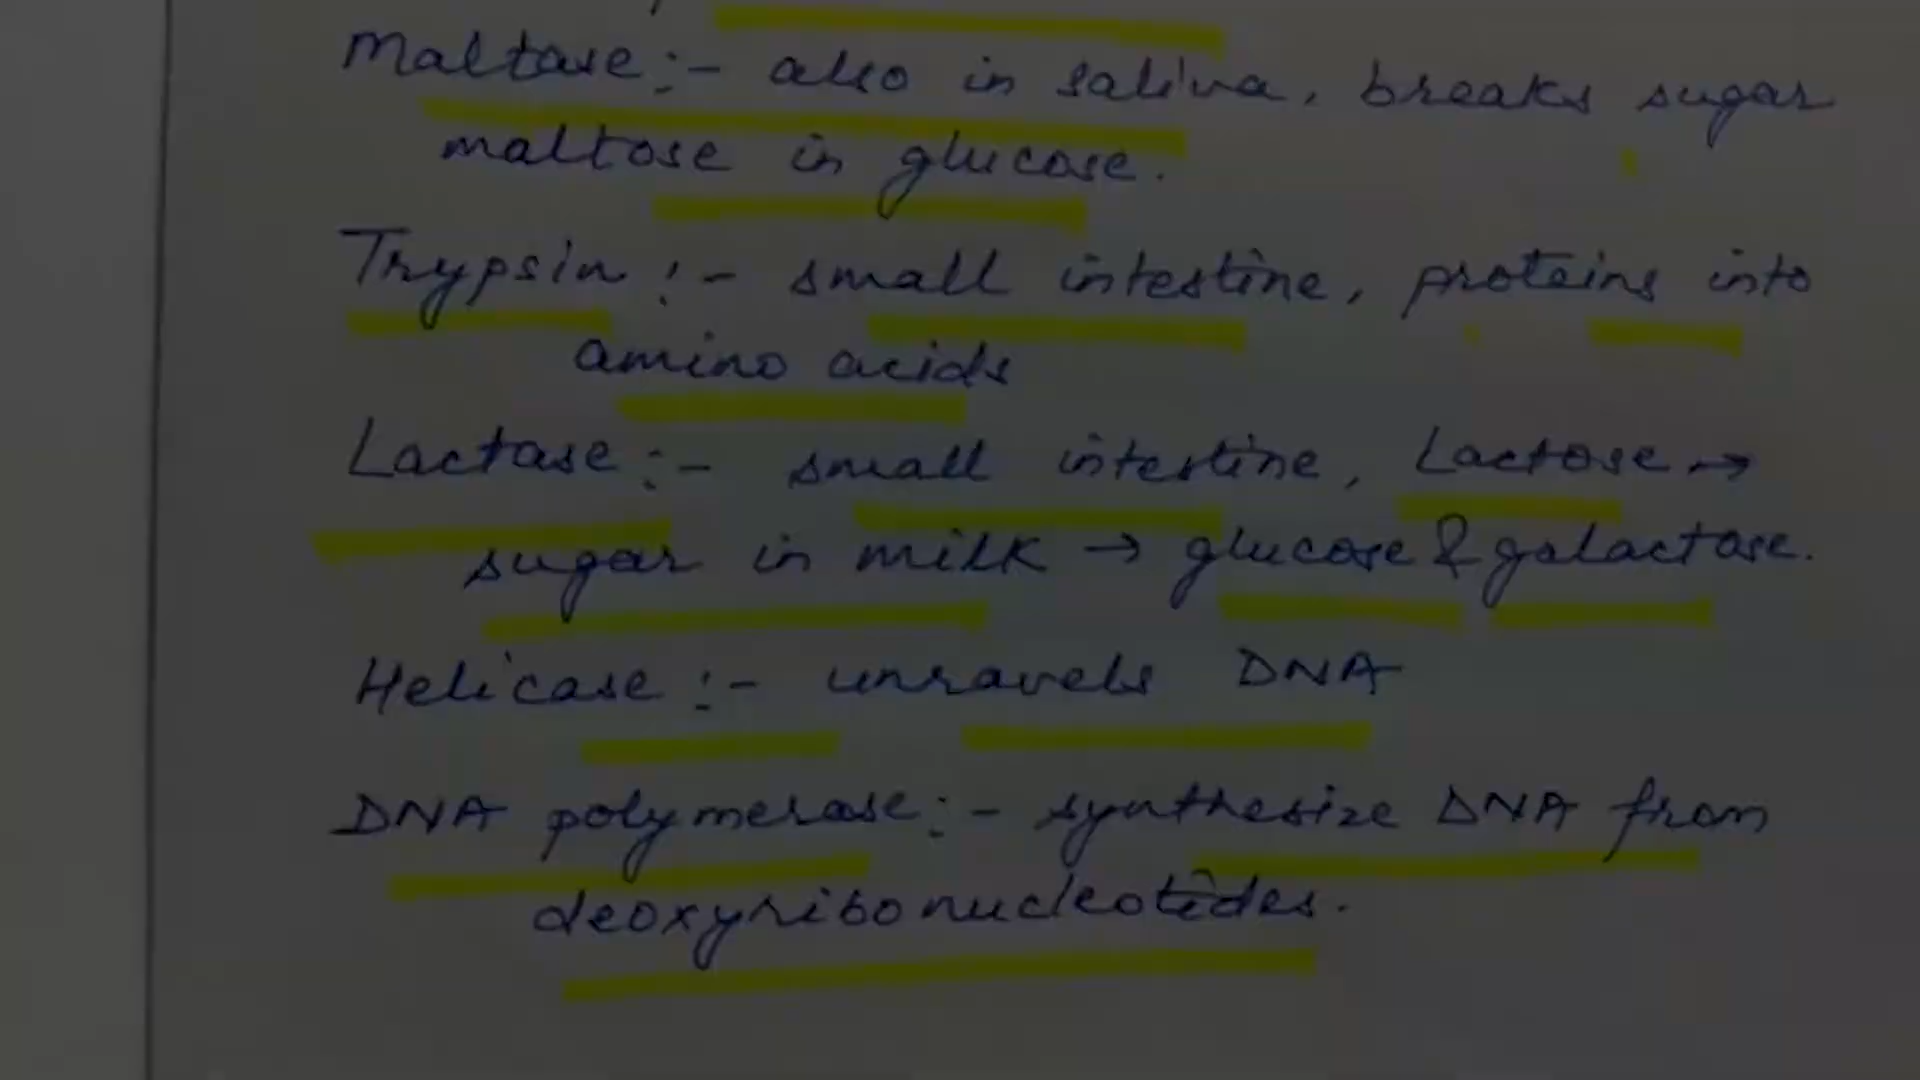 Maltase:- also in saliva, breaks sugar
maltose in glucose.
Trypsin :- small intestine, proteins into
amino acids
Lactase:- small intestine, Lactose →
sugar in milk → glucose & galactose.
Helicase :- unravels DNA
DNA polymerase:- synthesize DNA from
deoxyribonucleotides.